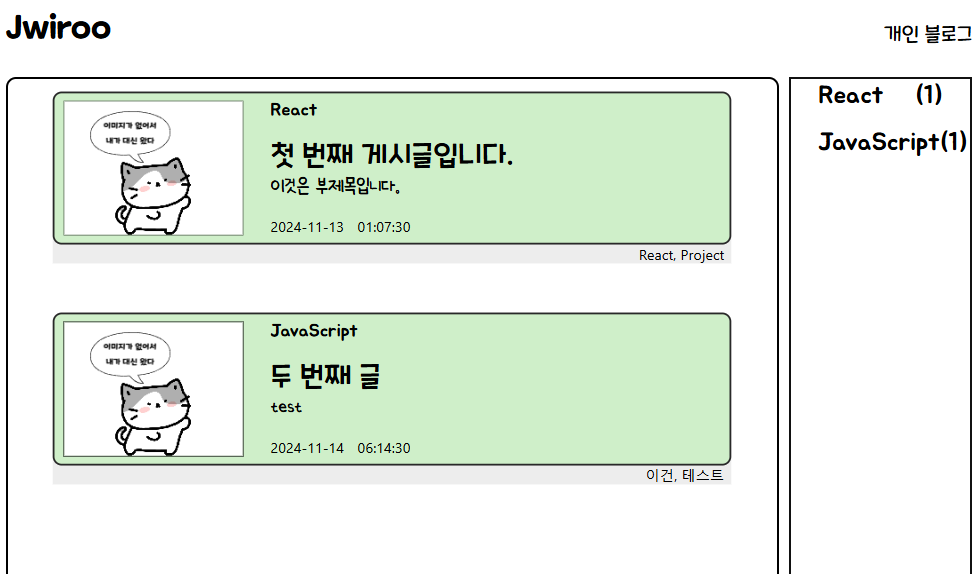 Jwiroo
개인 블로그
이미지가 없어서
내가 대신 왔다
React
첫 번째 게시글입니다.
이것은 부제목입니다.
2024-11-13 01:07:30
React, Project
이미지가 없어서
내가 대신 왔다
JavaScript
두 번째 글
test
2024-11-14 06:14:30
이건, 테스트
React (1)
JavaScript(1)